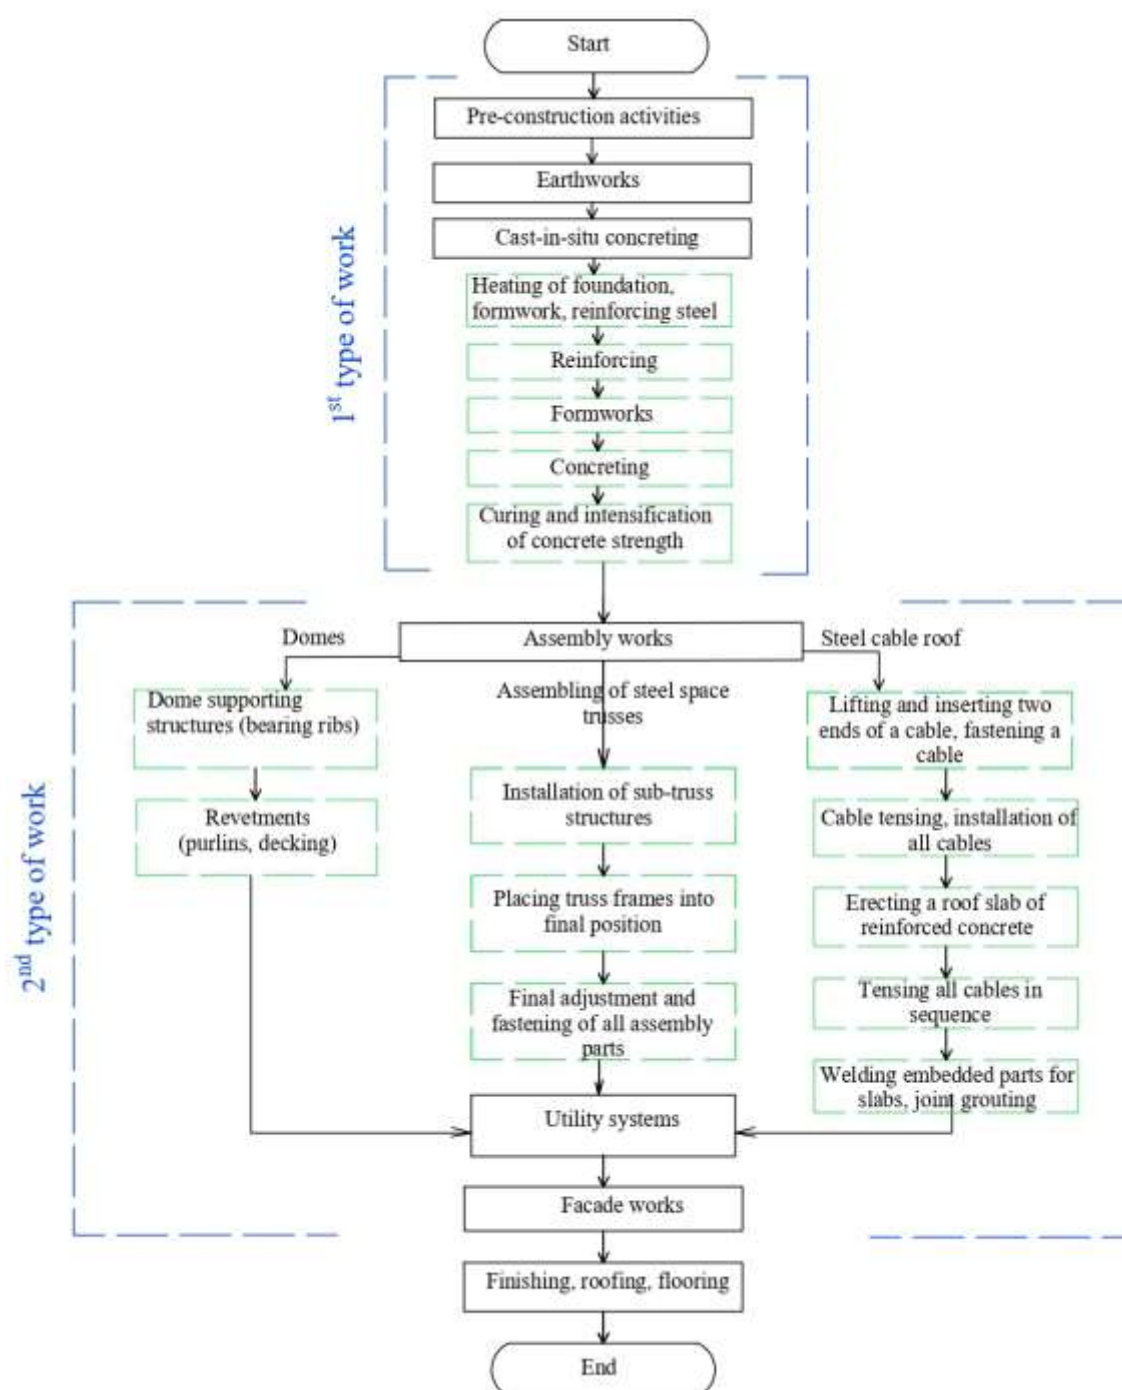 Start
Pre-construction activities
Earthworks
Cast-in-situ concreting
Heating of foundation,
formwork, reinforcing steel
Reinforcing
Formworks
Concreting
Curing and intensification
of concrete strength
1st type of work
Assembly works
Domes
Dome supporting
structures (bearing ribs)
Revetments
(purlins, decking)
Assembling of steel space
trusses
Installation of sub-truss
structures
Placing truss frames into
final position
Final adjustment and
fastening of all assembly
parts
Steel cable roof
Lifting and inserting two
ends of a cable, fastening a
cable
Cable tensing, installation of
all cables
Erecting a roof slab of
reinforced concrete
Tensing all cables in
sequence
Welding embedded parts for
slabs, joint grouting
2nd type of work
Utility systems
Facade works
Finishing, roofing, flooring
End